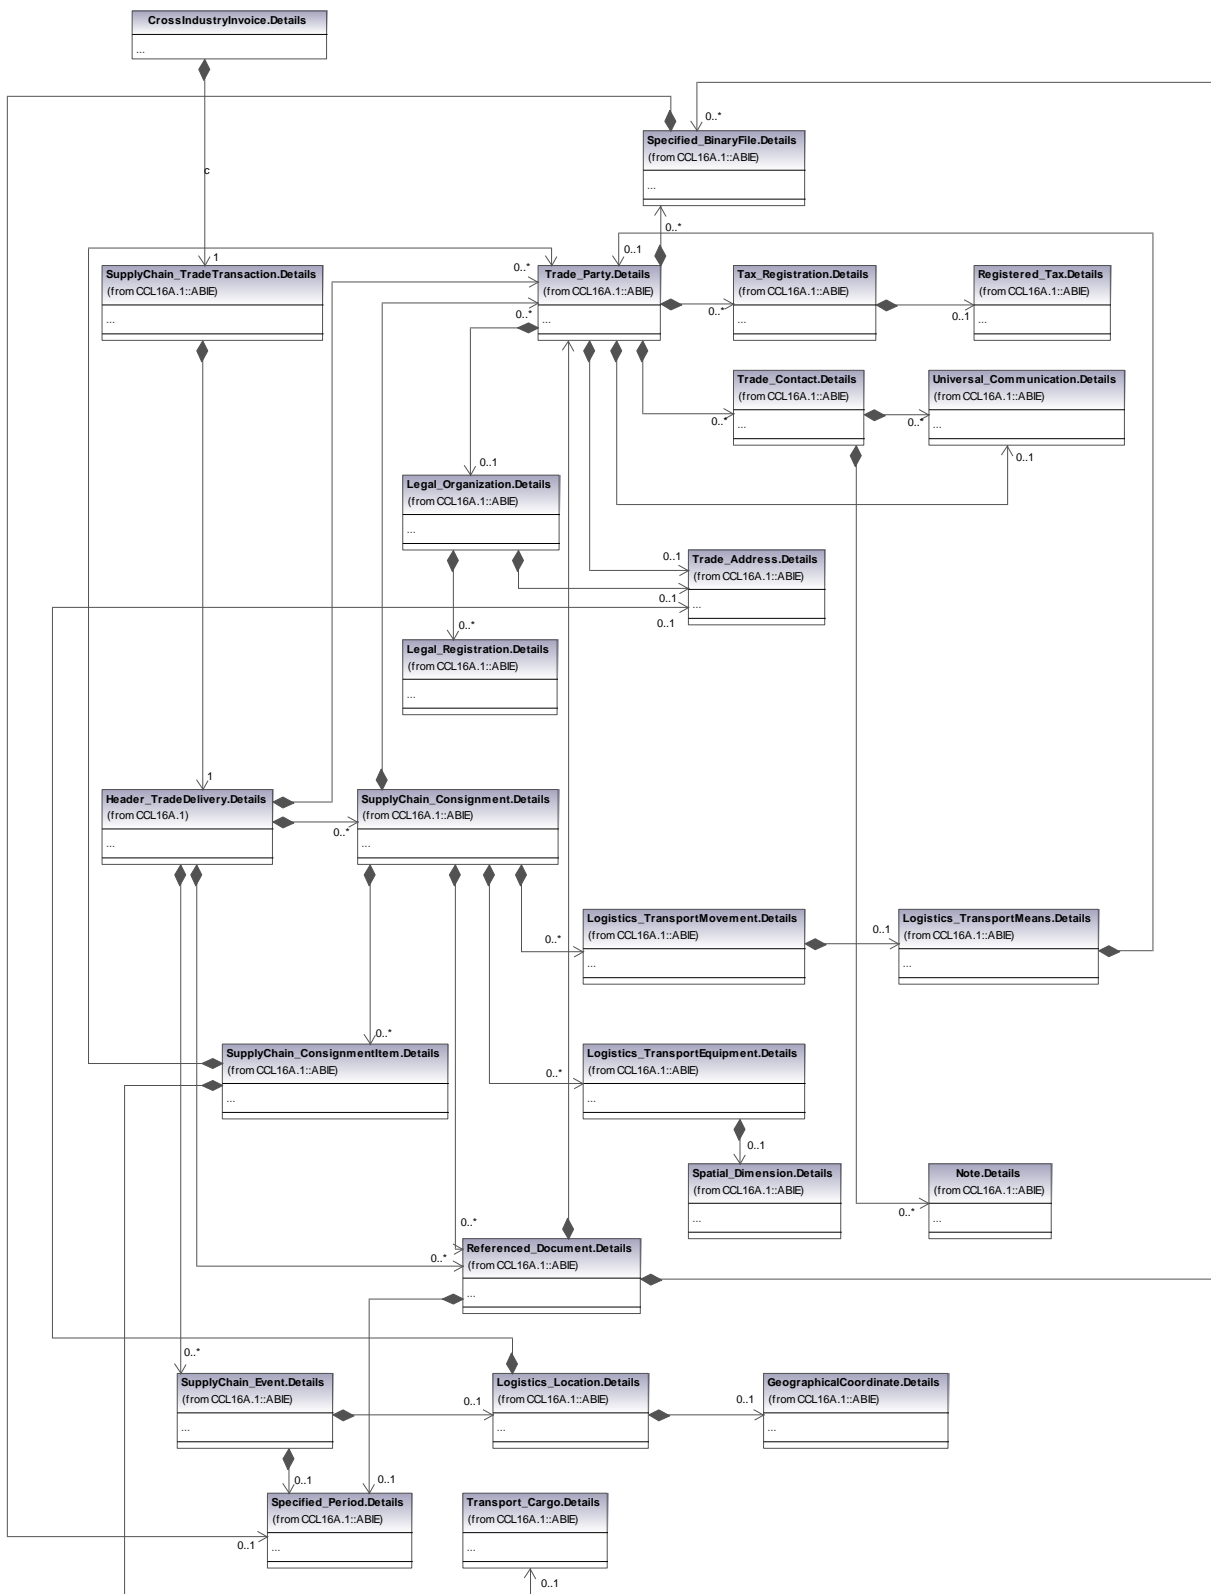 CrossIndustryInvoice.Details
...
0..*
Specified_BinaryFile.Details
(from CCL16A.1::ABIE)
...
c
0..*
1
0..1
SupplyChain_TradeTransaction.Details
(from CCL16A.1::ABIE)
...
0..*
Trade_Party.Details
(from CCL16A.1::ABIE)
...
0..*
Tax_Registration.Details
(from CCL16A.1::ABIE)
...
0..*
Registered_Tax.Details
(from CCL16A.1::ABIE)
...
0..1
Trade_Contact.Details
(from CCL16A.1::ABIE)
...
0..*
Universal_Communication.Details
(from CCL16A.1::ABIE)
...
0..*
0..1
0..1
Legal_Organization.Details
(from CCL16A.1::ABIE)
...
0..1
Trade_Address.Details
(from CCL16A.1::ABIE)
...
0..1
0..1
0..*
Legal_Registration.Details
(from CCL16A.1::ABIE)
...
1
Header_TradeDelivery.Details
(from CCL16A.1)
...
0..*
SupplyChain_Consignment.Details
(from CCL16A.1::ABIE)
...
0..*
Logistics_TransportMovement.Details
(from CCL16A.1::ABIE)
...
0..1
Logistics_TransportMeans.Details
(from CCL16A.1::ABIE)
...
0..*
SupplyChain_ConsignmentItem.Details
(from CCL16A.1::ABIE)
...
0..*
Logistics_TransportEquipment.Details
(from CCL16A.1::ABIE)
...
0..1
Spatial_Dimension.Details
(from CCL16A.1::ABIE)
...
Note.Details
(from CCL16A.1::ABIE)
...
0..*
0..*
0..*
Referenced_Document.Details
(from CCL16A.1::ABIE)
...
0..*
SupplyChain_Event.Details
(from CCL16A.1::ABIE)
...
0..1
Logistics_Location.Details
(from CCL16A.1::ABIE)
...
0..1
GeographicalCoordinate.Details
(from CCL16A.1::ABIE)
...
0..1
0..1
Specified_Period.Details
(from CCL16A.1::ABIE)
...
0..1
Transport_Cargo.Details
(from CCL16A.1::ABIE)
...
0..1